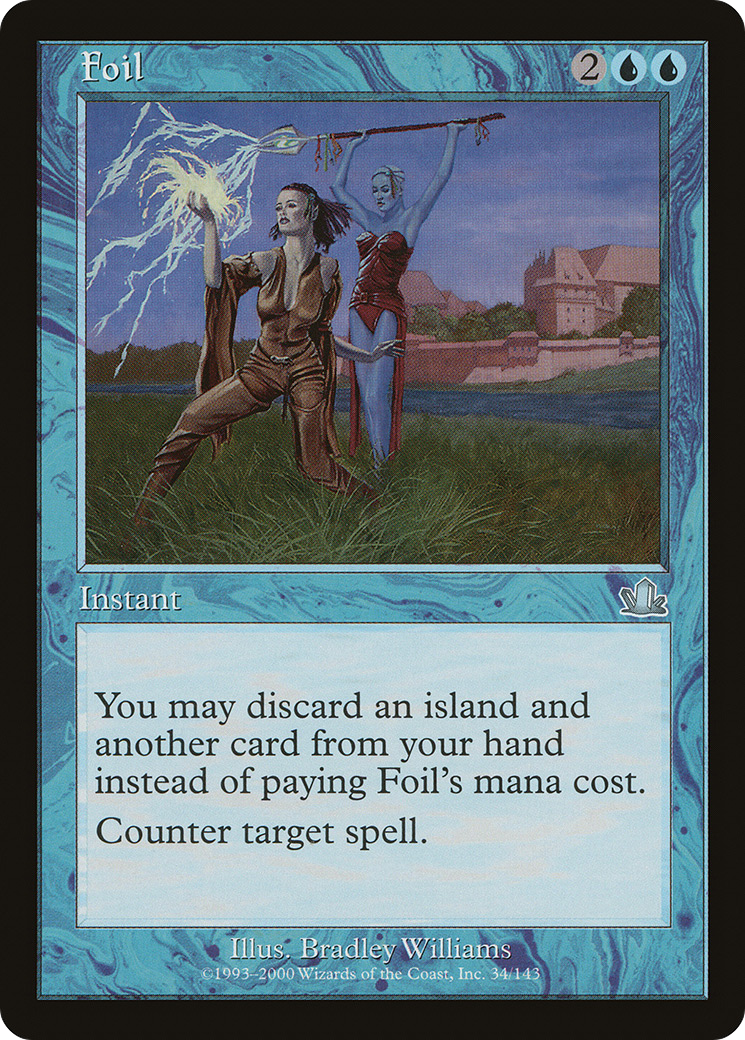 Foil
2
Instant
You may discard an island and
another card from your hand
instead of paying Foil's mana cost.
Counter target spell.
Illus. Bradley Williams
©1993–2000 Wizards of the Coast, Inc. 34/143